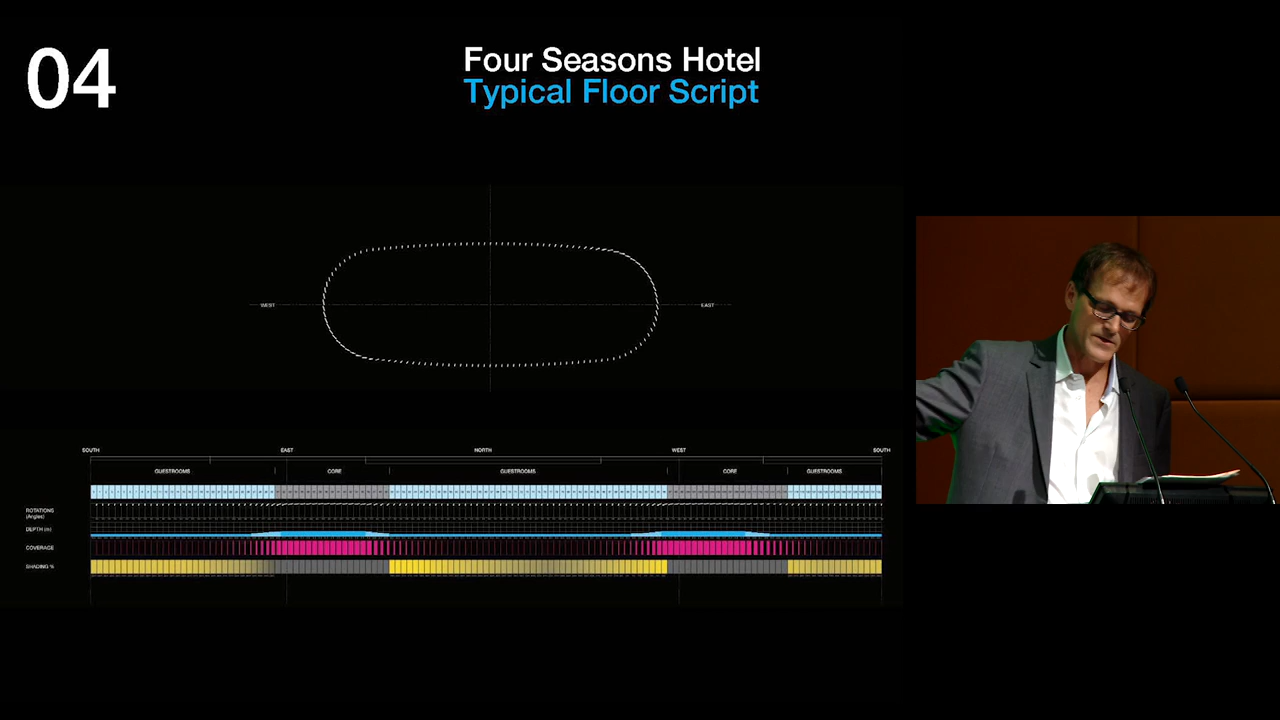 04
Four Seasons Hotel
Typical Floor Script
WEST
EAST
SOUTH EAST NORTH WEST SOUTH
GUESTROOMS CORE GUESTROOMS CORE GUESTROOMS
ROTATIONS
(Angles)
DEPTH (m)
COVERAGE
SHADING %